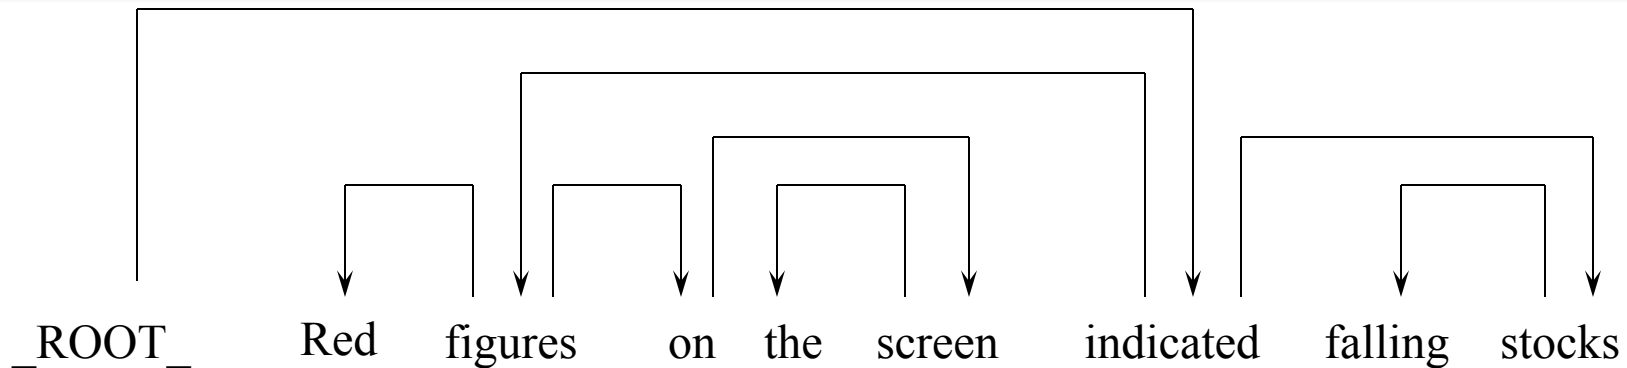 _ROOT_ Red figures on the screen indicated falling stocks